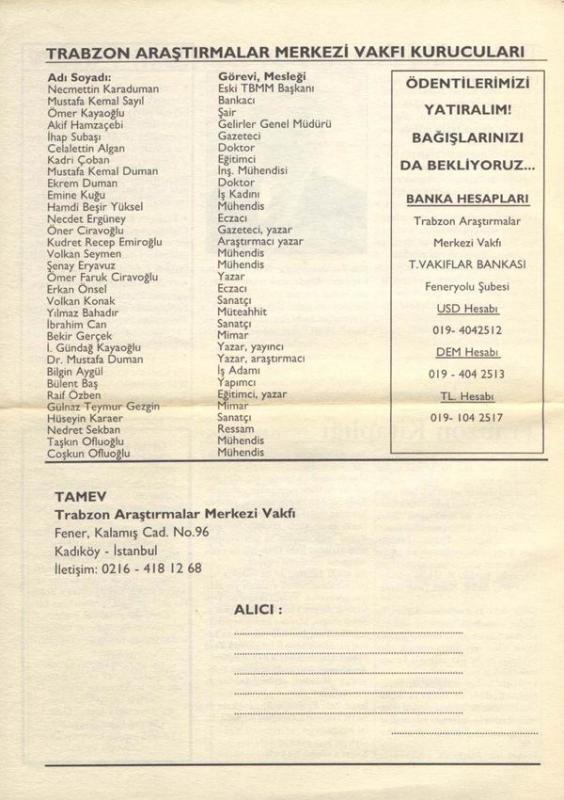 TRABZON ARAŞTIRMALAR MERKEZİ VAKFI KURUCULARI
Adı Soyadı: Görevi, Mesleği
Necmettin Karaduman Eski TBMM Başkanı
Mustafa Kemal Sayıl Bankacı
Ömer Kayaoğlu Şair
Akif Hamzaçebi Gelirler Genel Müdürü
İhap Subaşı Gazeteci
Celalettin Algan Doktor
Kadri Çoban Eğitimci
Mustafa Kemal Duman İnş. Mühendisi
Ekrem Duman Doktor
Emine Kuğu İş Kadını
Hamdi Beşir Yüksel Mühendis
Necdet Ergüney Eczacı
Öner Ciravoğlu Gazeteci, yazar
Kudret Recep Emiroğlu Araştırmacı yazar
Volkan Seymen Mühendis
Şenay Eryavuz Mühendis
Ömer Faruk Ciravoğlu Yazar
Erkan Önsel Eczacı
Volkan Konak Sanatçı
Yılmaz Bahadır Müteahhit
İbrahim Can Sanatçı
Bekir Gerçek Mimar
İ. Gündağ Kayaoğlu Yazar, yayıncı
Dr. Mustafa Duman Yazar, araştırmacı
Bilgin Aygül İş Adamı
Bülent Baş Yapımcı
Raif Özben Eğitimci, yazar
Gülnaz Teymur Gezgin Mimar
Hüseyin Karaer Sanatçı
Nedret Sekban Ressam
Taşkın Ofluoğlu Mühendis
Coşkun Ofluoğlu Mühendis
ÖDENTİLERİMİZİ
YATIRALIM!
BAĞIŞLARINIZI
DA BEKLİYORUZ...
BANKA HESAPLARI
Trabzon Araştırmalar
Merkezi Vakfı
T.VAKIFLAR BANKASI
Feneryolu Şubesi
USD Hesabı
019- 4042512
DEM Hesabı
019 - 404 2513
TL. Hesabı
019- 104 2517
TAMEV
Trabzon Araştırmalar Merkezi Vakfı
Fener, Kalamış Cad. No.96
Kadıköy - İstanbul
İletişim: 0216 - 418 12 68
ALICI :